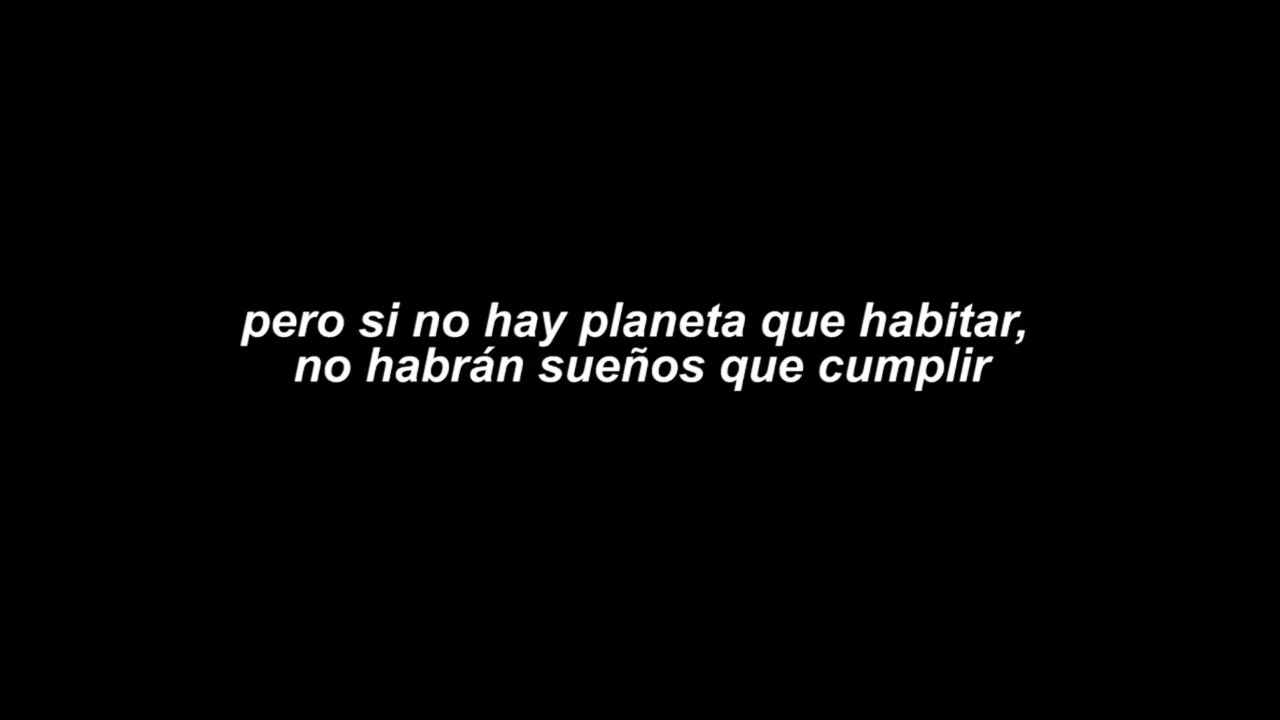 pero si no hay planeta que habitar,
no habrán sueños que cumplir